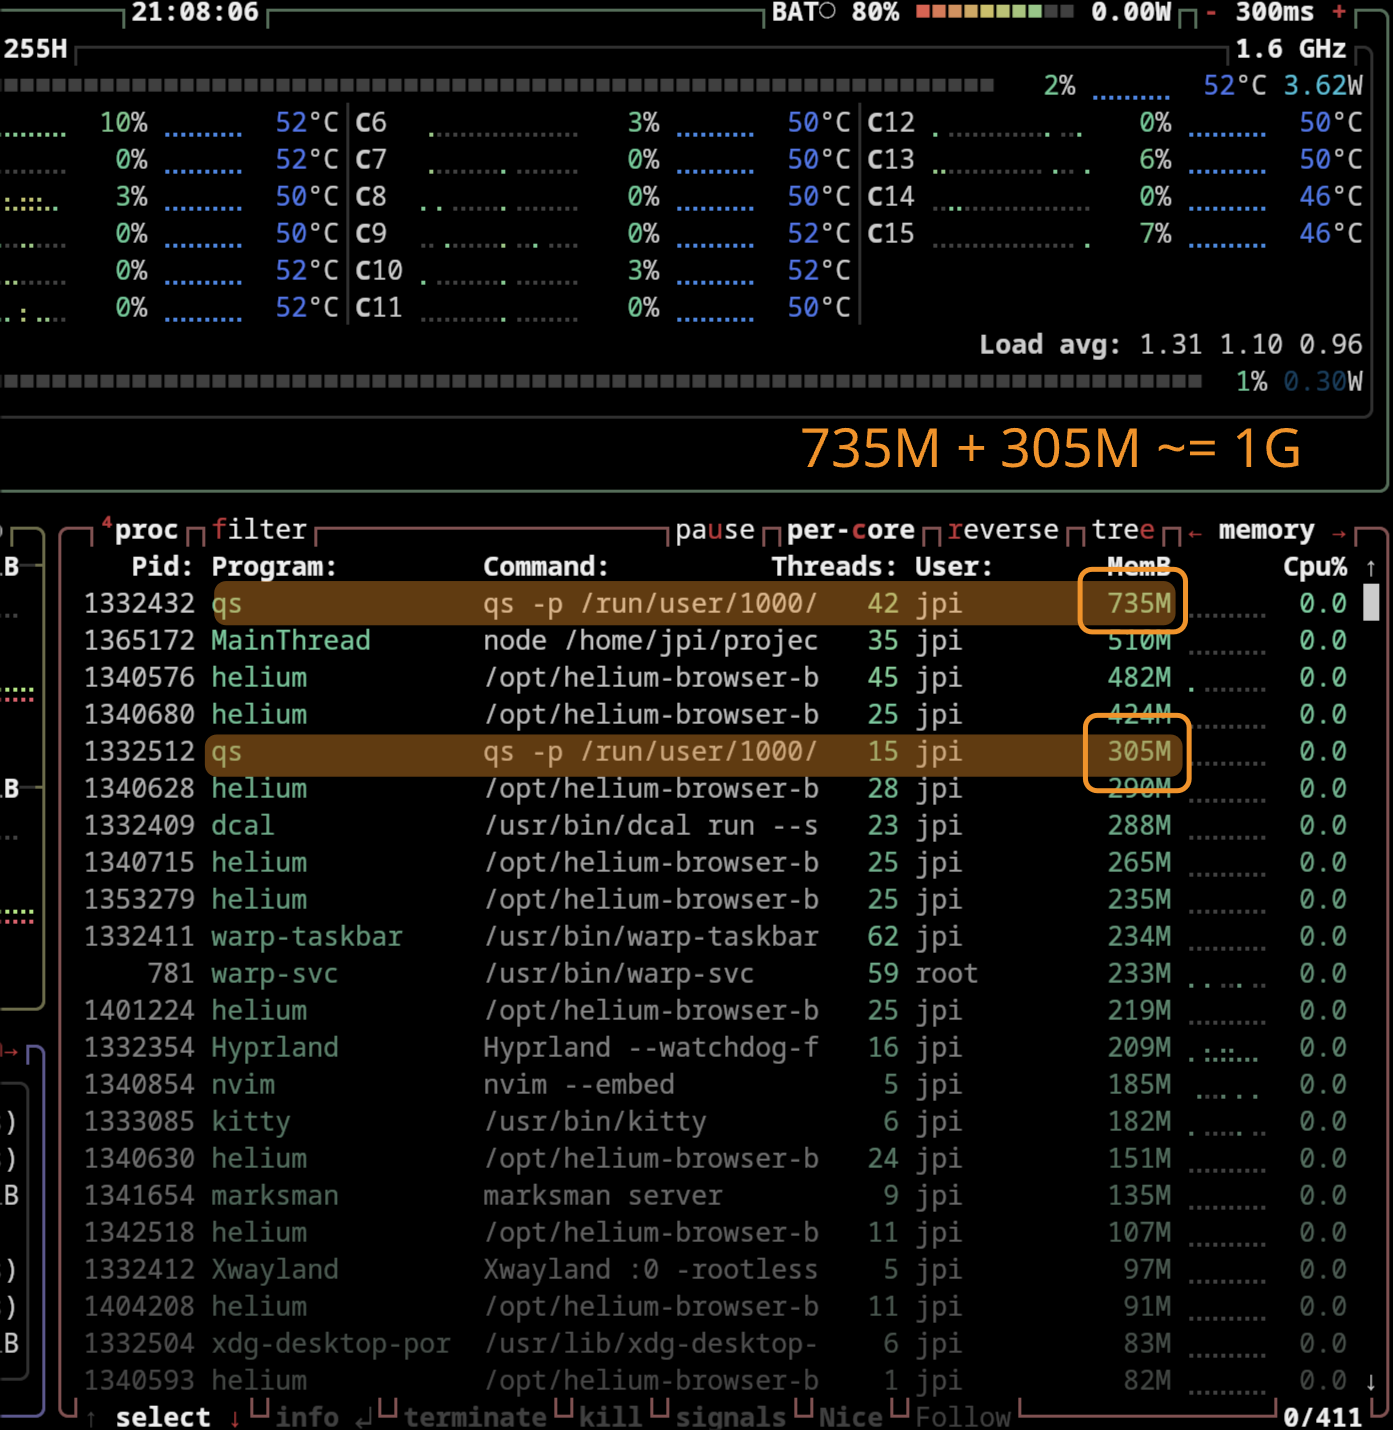 21:08:06 BAT 80% 0.00W - 300ms +
255H 1.6 GHz
2% 52°C 3.62W
10% 52°C C6 3% 50°C C12 0% 50°C
0% 52°C C7 0% 50°C C13 6% 50°C
3% 50°C C8 0% 50°C C14 0% 46°C
0% 50°C C9 0% 52°C C15 7% 46°C
0% 52°C C10 3% 52°C
0% 52°C C11 0% 50°C
Load avg: 1.31 1.10 0.96
1% 0.30W
735M + 305M ~= 1G
⁴proc filter pause per-core reverse tree ← memory →
Pid: Program: Command: Threads: User: MemB Cpu% ↑
1332432 qs qs -p /run/user/1000/ 42 jpi 735M 0.0
1365172 MainThread node /home/jpi/projec 35 jpi 510M 0.0
1340576 helium /opt/helium-browser-b 45 jpi 482M 0.0
1340680 helium /opt/helium-browser-b 25 jpi 424M 0.0
1332512 qs qs -p /run/user/1000/ 15 jpi 305M 0.0
1340628 helium /opt/helium-browser-b 28 jpi 290M 0.0
1332409 dcal /usr/bin/dcal run --s 23 jpi 288M 0.0
1340715 helium /opt/helium-browser-b 25 jpi 265M 0.0
1353279 helium /opt/helium-browser-b 25 jpi 235M 0.0
1332411 warp-taskbar /usr/bin/warp-taskbar 62 jpi 234M 0.0
781 warp-svc /usr/bin/warp-svc 59 root 233M 0.0
1401224 helium /opt/helium-browser-b 25 jpi 219M 0.0
1332354 Hyprland Hyprland --watchdog-f 16 jpi 209M 0.0
1340854 nvim nvim --embed 5 jpi 185M 0.0
1333085 kitty /usr/bin/kitty 6 jpi 182M 0.0
1340630 helium /opt/helium-browser-b 24 jpi 151M 0.0
1341654 marksman marksman server 9 jpi 135M 0.0
1342518 helium /opt/helium-browser-b 11 jpi 107M 0.0
1332412 Xwayland Xwayland :0 -rootless 5 jpi 97M 0.0
1404208 helium /opt/helium-browser-b 11 jpi 91M 0.0
1332504 xdg-desktop-por /usr/lib/xdg-desktop- 6 jpi 83M 0.0
1340593 helium /opt/helium-browser-b 1 jpi 82M 0.0 ↓
↑ select ↓ info ↵ terminate kill signals Nice Follow 0/411